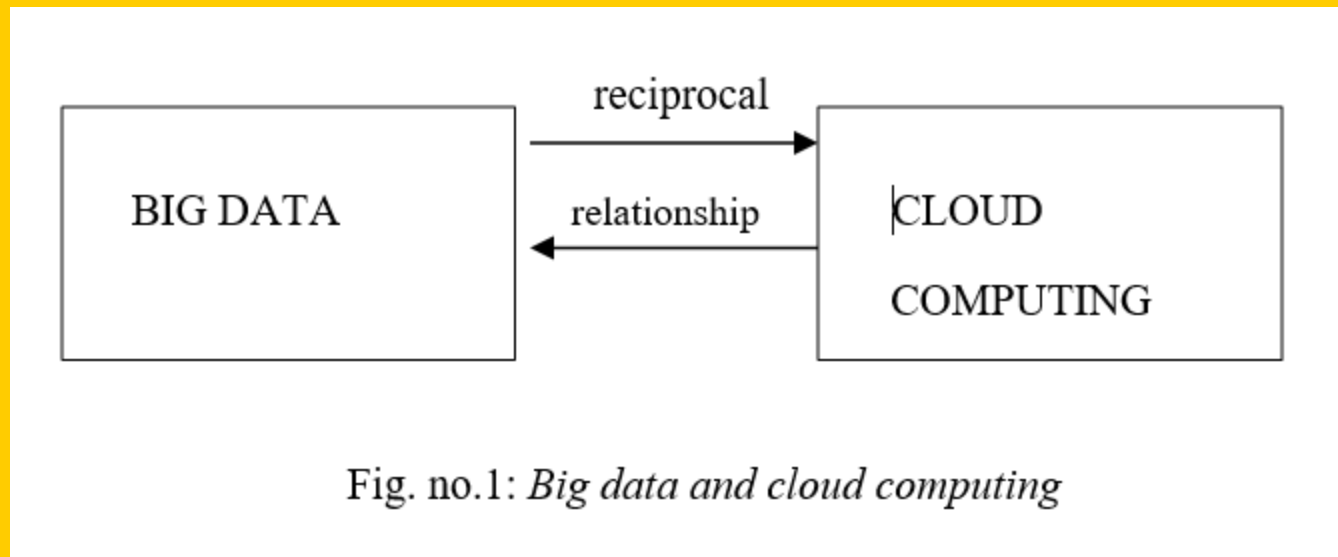 reciprocal
BIG DATA
relationship
CLOUD
COMPUTING
Fig. no.1: Big data and cloud computing